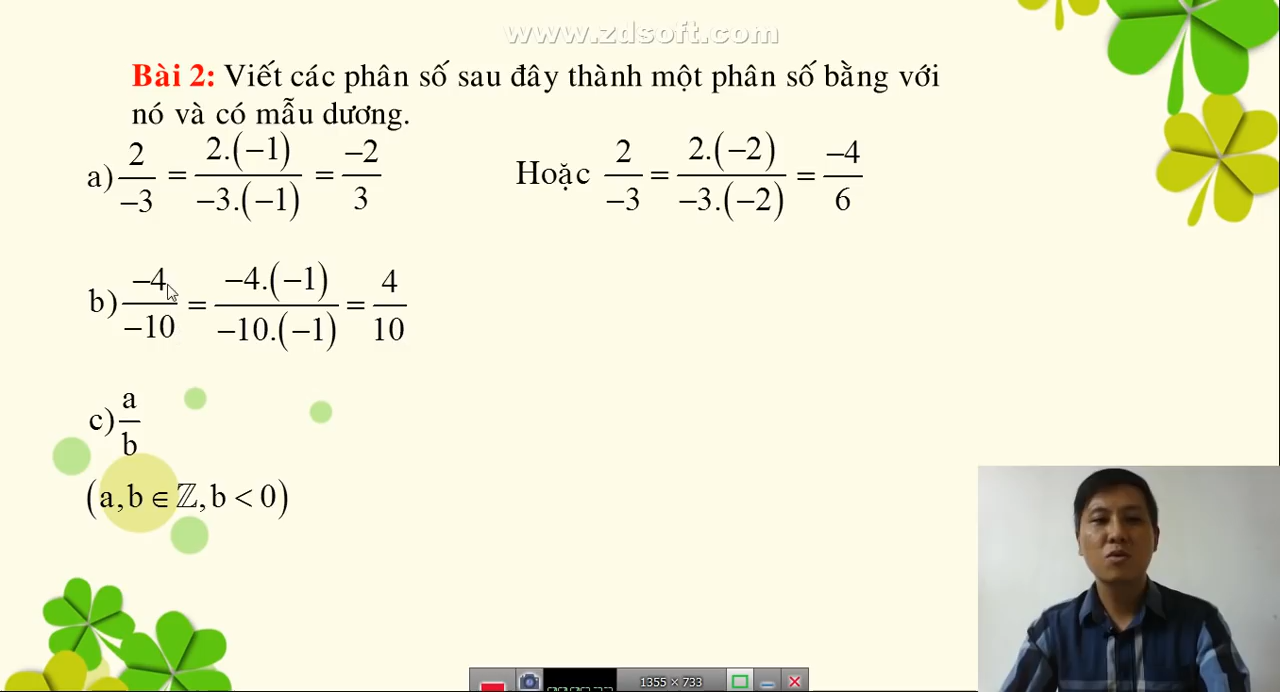 www.zdsoft.com
Bài 2: Viết các phân số sau đây thành một phân số bằng với
nó và có mẫu dương.
a) 2/−3 = 2.(−1)/−3.(−1) = −2/3 Hoặc 2/−3 = 2.(−2)/−3.(−2) = −4/6
b) −4/−10 = −4.(−1)/−10.(−1) = 4/10
c) a/b
(a,b ∈ ℤ, b < 0)
1355 × 733